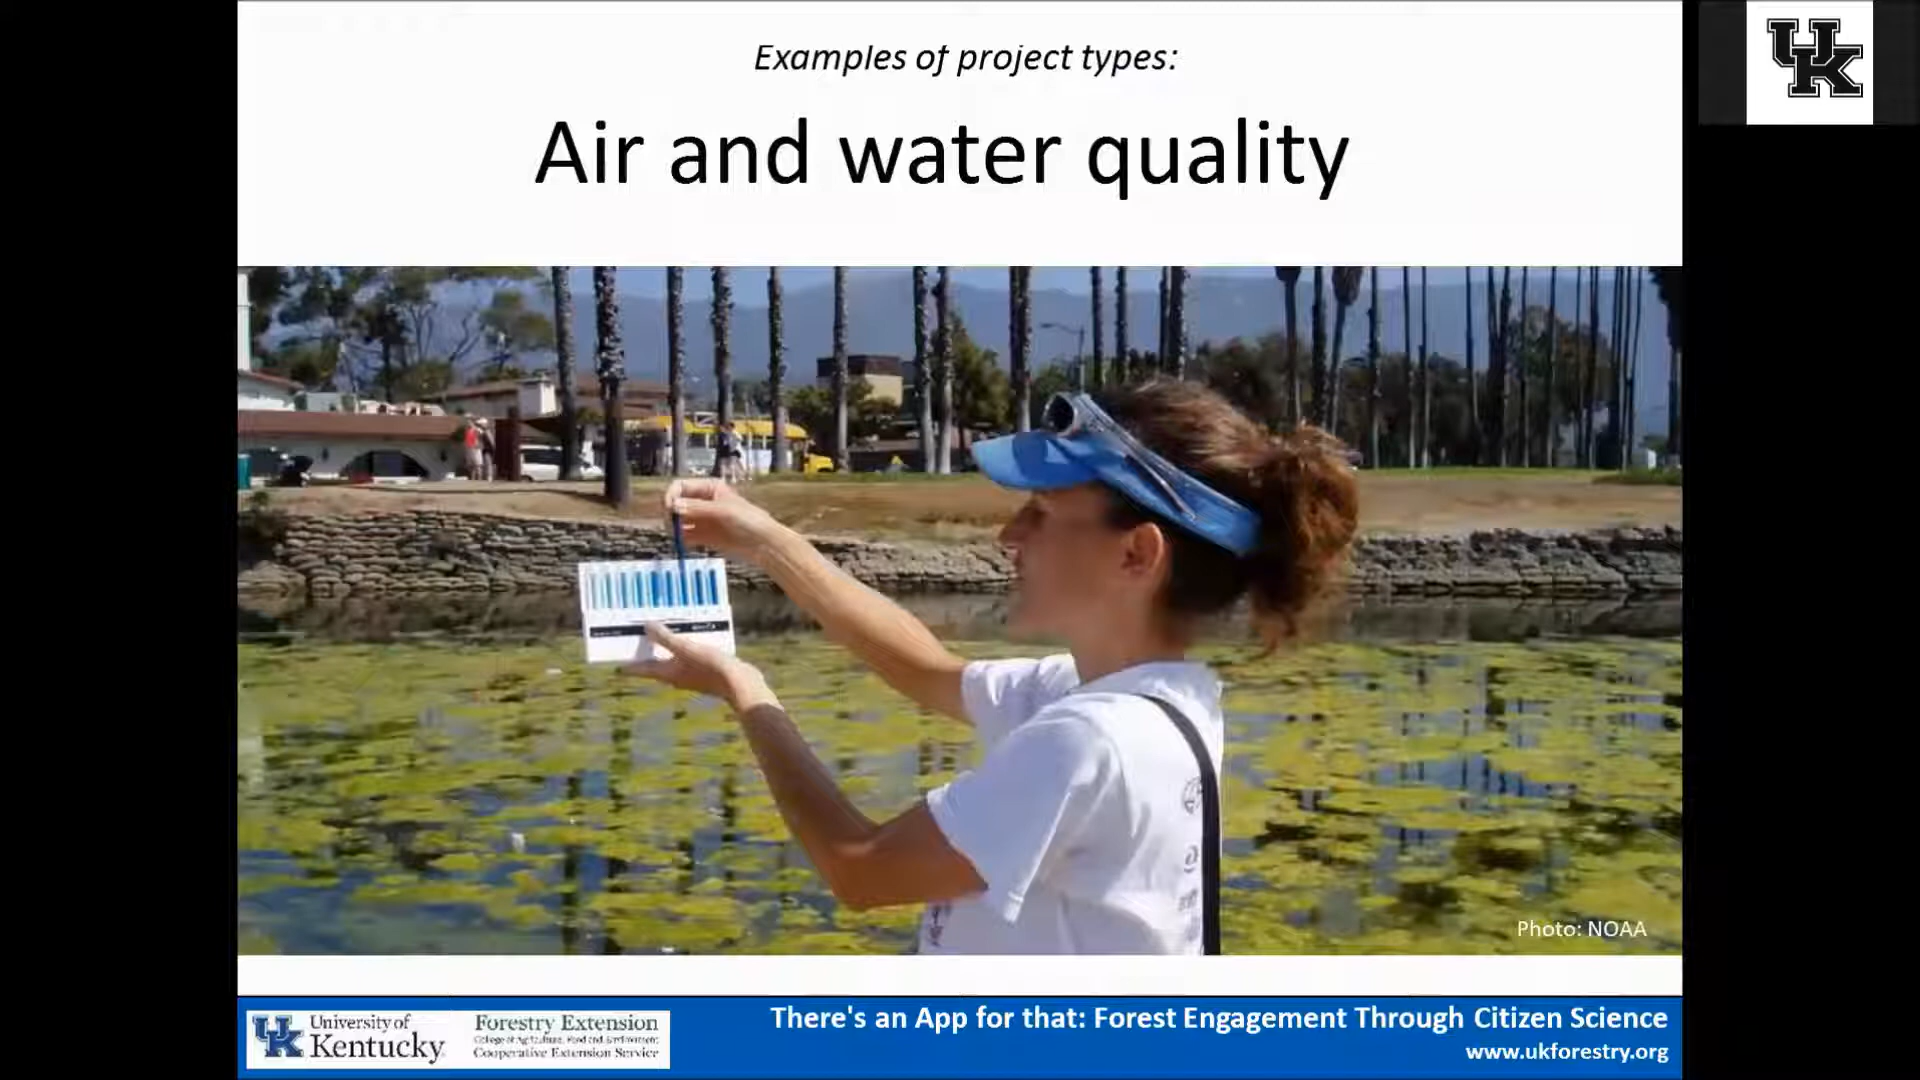 Examples of project types:
Air and water quality
Photo: NOAA
University of
Kentucky
Forestry Extension
College of Agriculture, Food and Environment
Cooperative Extension Service
There's an App for that: Forest Engagement Through Citizen Science
www.ukforestry.org
UK